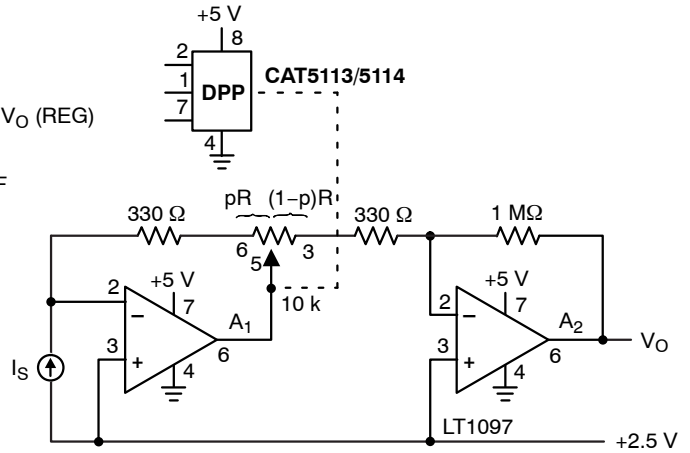 +5 V
8
2
1
7
4
DPP
CAT5113/5114
V_O (REG)
F
330 Ω
pR (1−p)R
6
5
3
10 k
330 Ω
1 MΩ
2
−
3
+
+5 V
7
4
A1
6
I_S
2
−
3
+
+5 V
7
4
A2
6
V_O
LT1097
+2.5 V